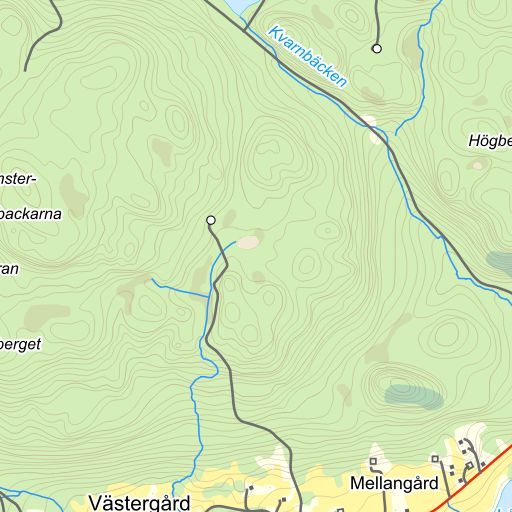 Kvarnbäcken
Högbe
nster-
backarna
ran
berget
Mellangård
Västergård